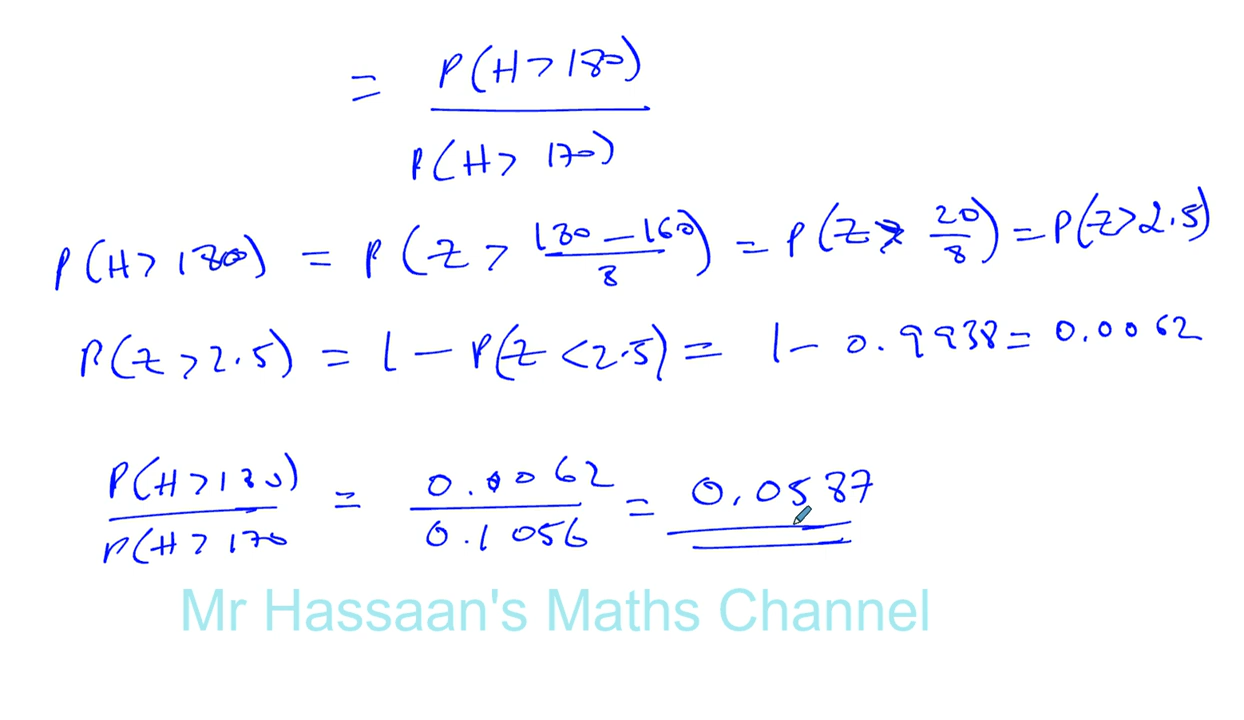 = P(H>180)
P(H> 170)
P(H> 180) = P(Z > 180-160/8) = P(Z> 20/8) = P(Z>2.5)
P(Z>2.5) = 1 - P(Z<2.5) = 1 - 0.9938 = 0.0062
P(H>180)/P(H>170 = 0.0062/0.1056 = 0.0587
Mr Hassaan's Maths Channel